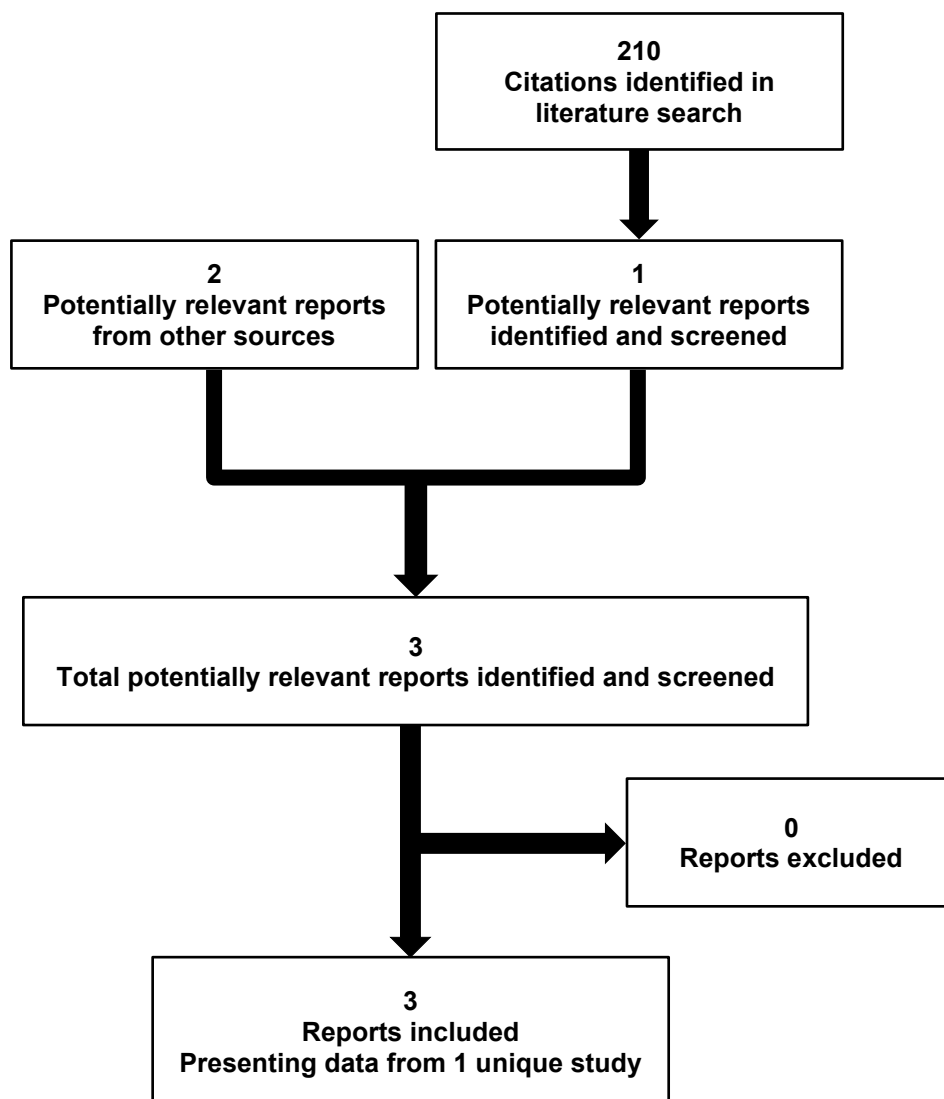 210
Citations identified in
literature search
2
Potentially relevant reports
from other sources
1
Potentially relevant reports
identified and screened
3
Total potentially relevant reports identified and screened
0
Reports excluded
3
Reports included
Presenting data from 1 unique study